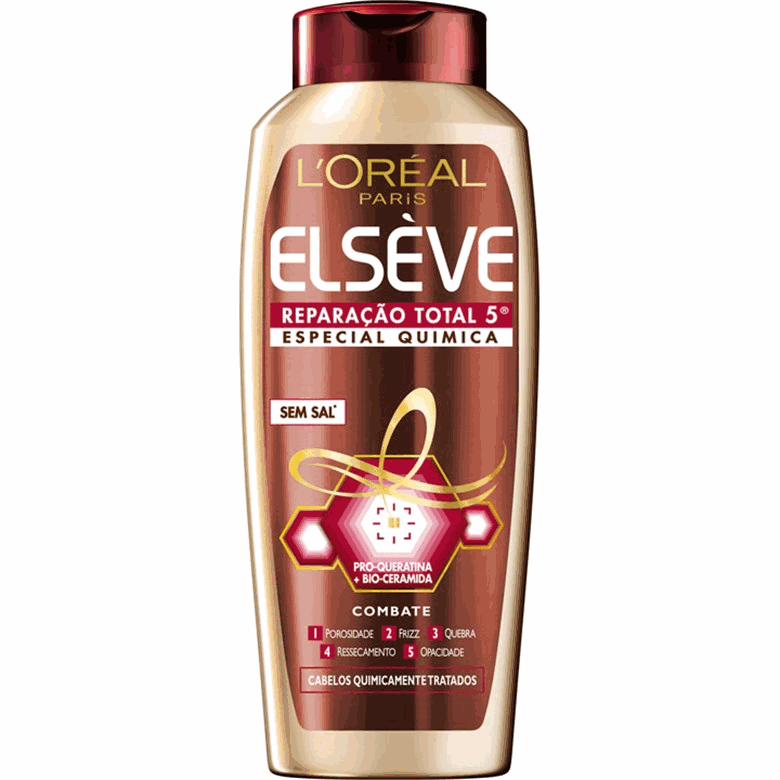 L'ORÉAL
PARiS
ELSÈVE
REPARAÇÃO TOTAL 5®
ESPECIAL QUIMICA
SEM SAL*
PRO-QUERATINA
+ BIO-CERAMIDA
COMBATE
1 POROSIDADE 2 FRIZZ 3 QUEBRA
4 RESSECAMENTO 5 OPACIDADE
CABELOS QUIMICAMENTE TRATADOS